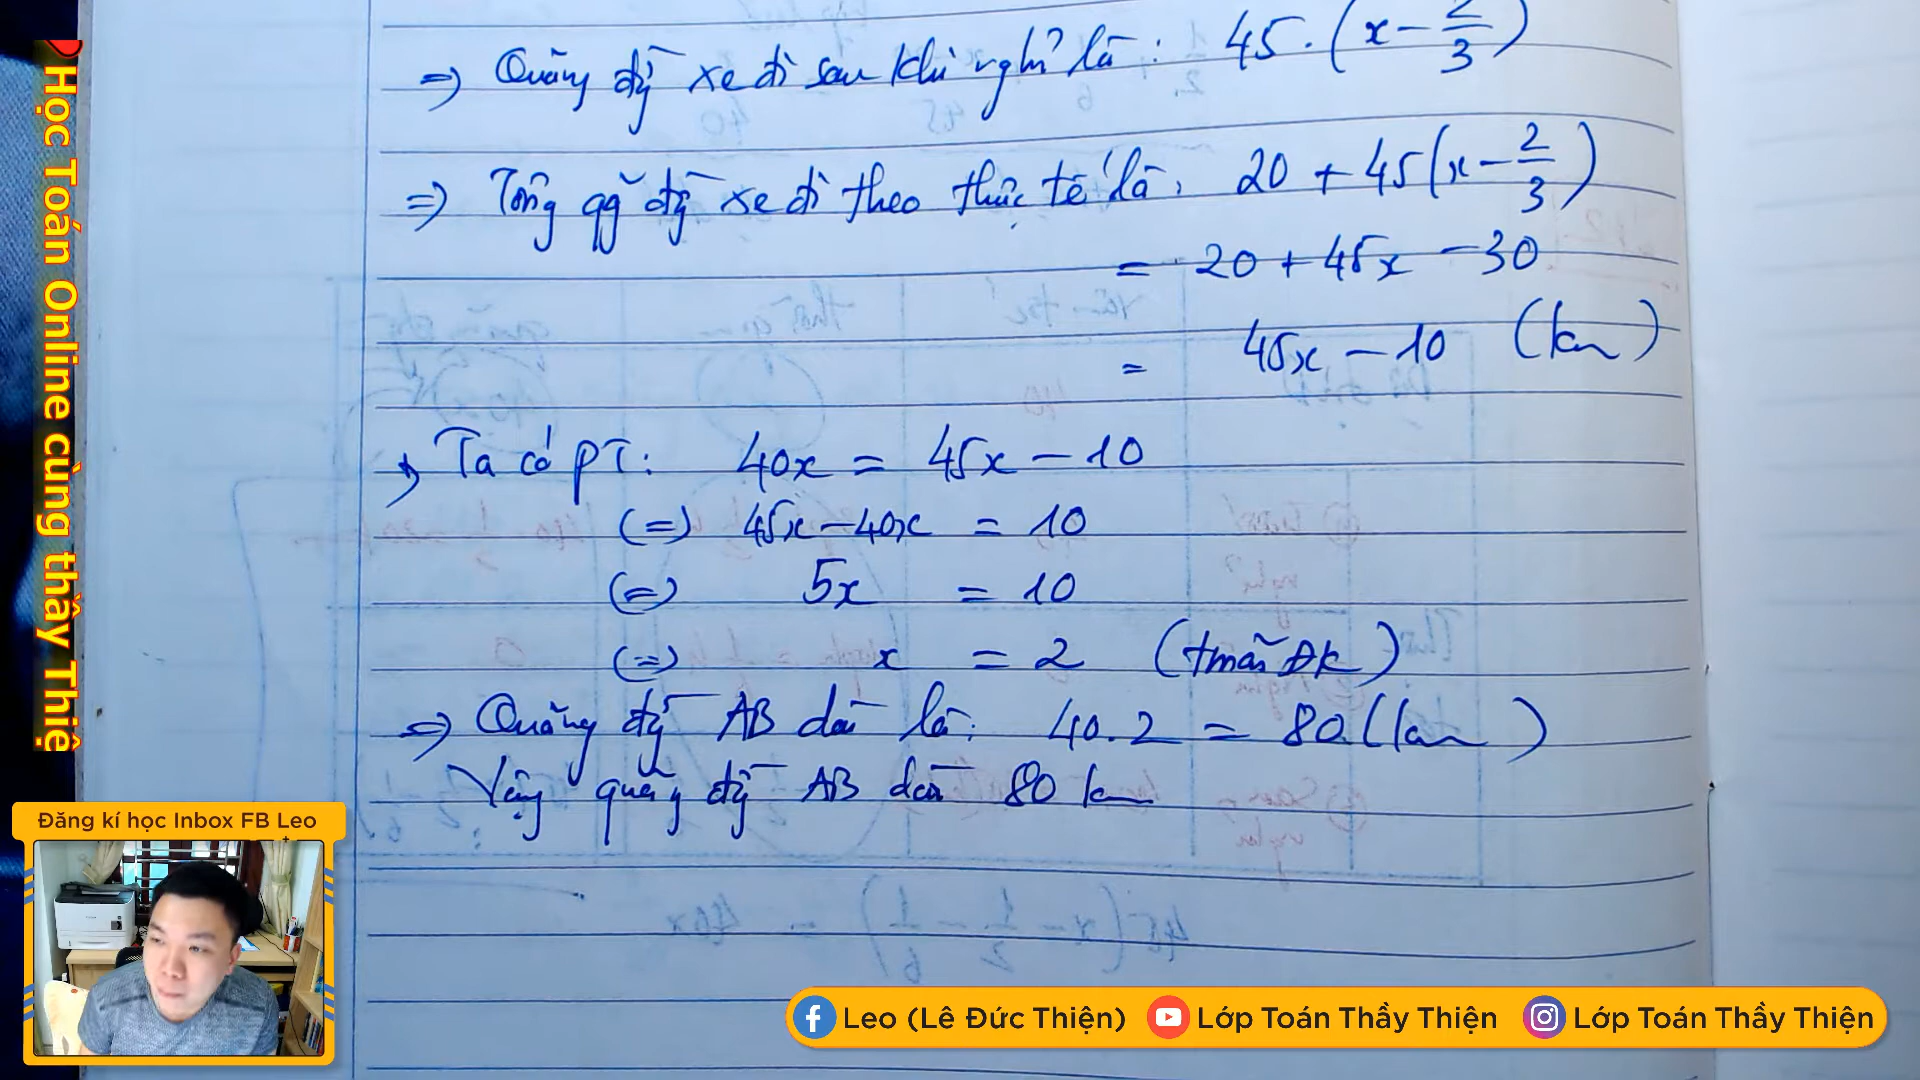 => Quãng đg xe đi sau khi nghỉ là: 45.(x-2/3)
=> Tổng qg đg xe đi theo thực tế là: 20 + 45(x-2/3)
= 20 + 45x - 30
= 45x - 10 (km)
Ta có PT: 40x = 45x - 10
(=) 45x - 40x = 10
(=) 5x = 10
(=) x = 2 (t/mãn Đk)
=> Quãng đg AB dài là: 40.2 = 80 (km)
Vậy quãng đg AB dài 80 km
Học Toán Online cùng thầy Thiệ
Đăng kí học Inbox FB Leo
Leo (Lê Đức Thiện) Lớp Toán Thầy Thiện Lớp Toán Thầy Thiện